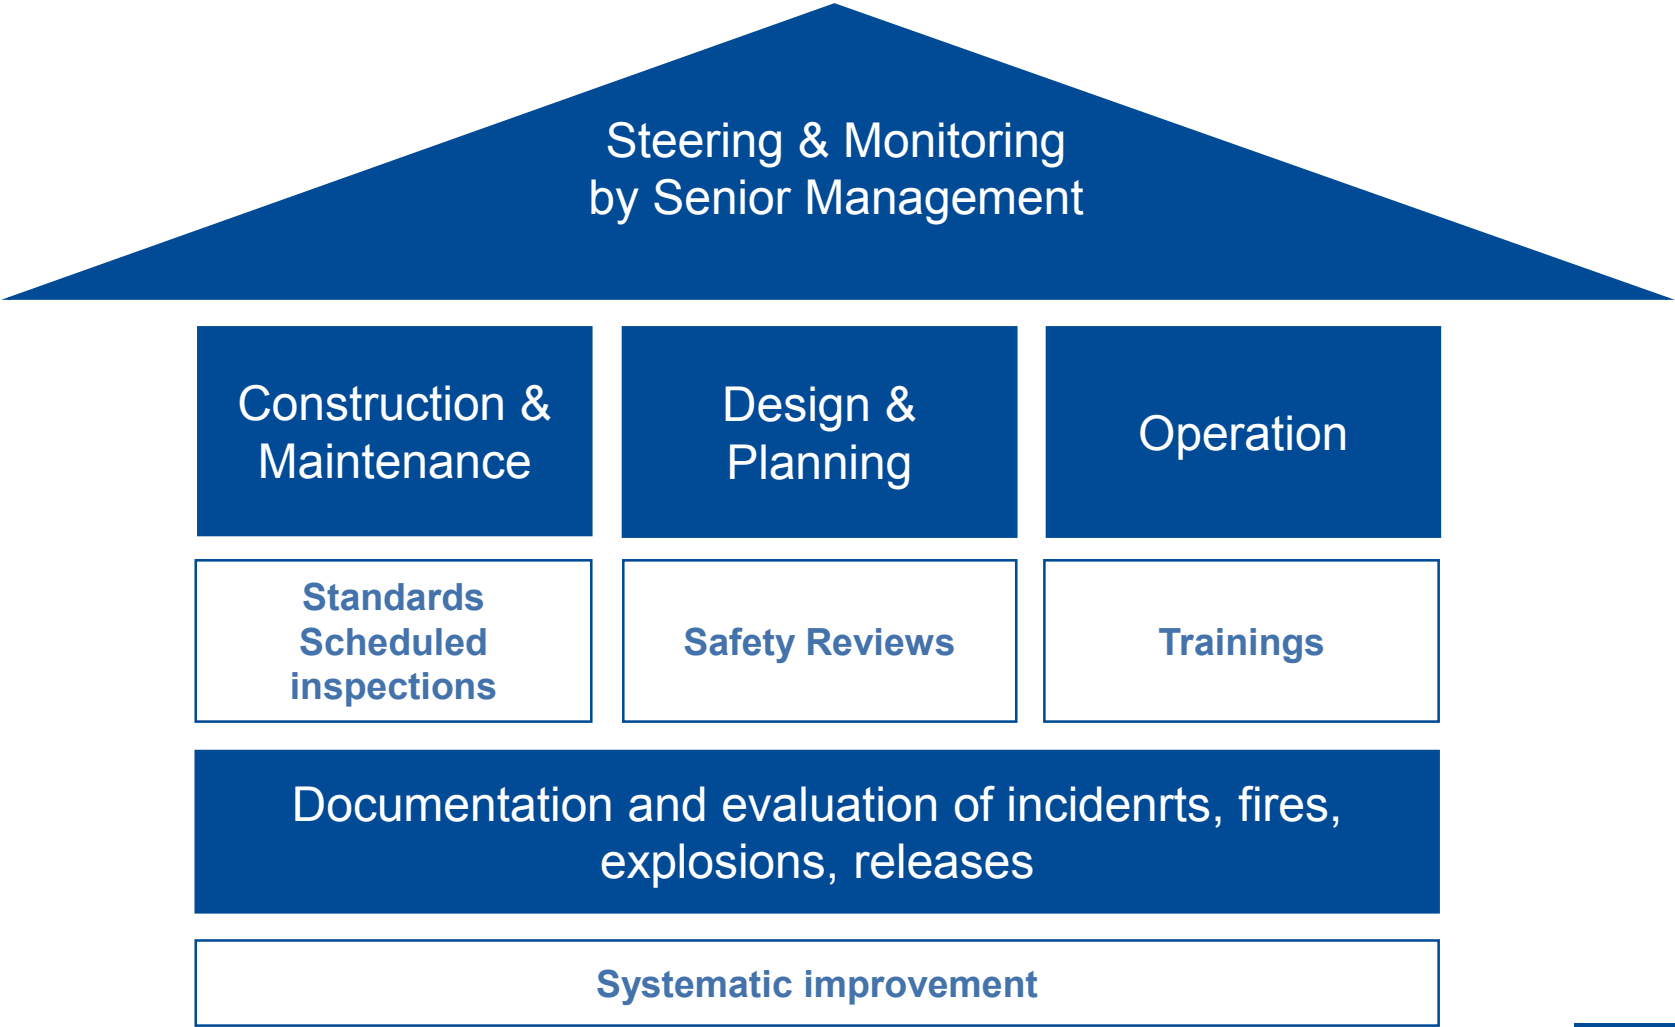 Steering & Monitoring
by Senior Management
Construction &
Maintenance
Design &
Planning
Operation
Standards
Scheduled
inspections
Safety Reviews
Trainings
Documentation and evaluation of incidenrts, fires,
explosions, releases
Systematic improvement